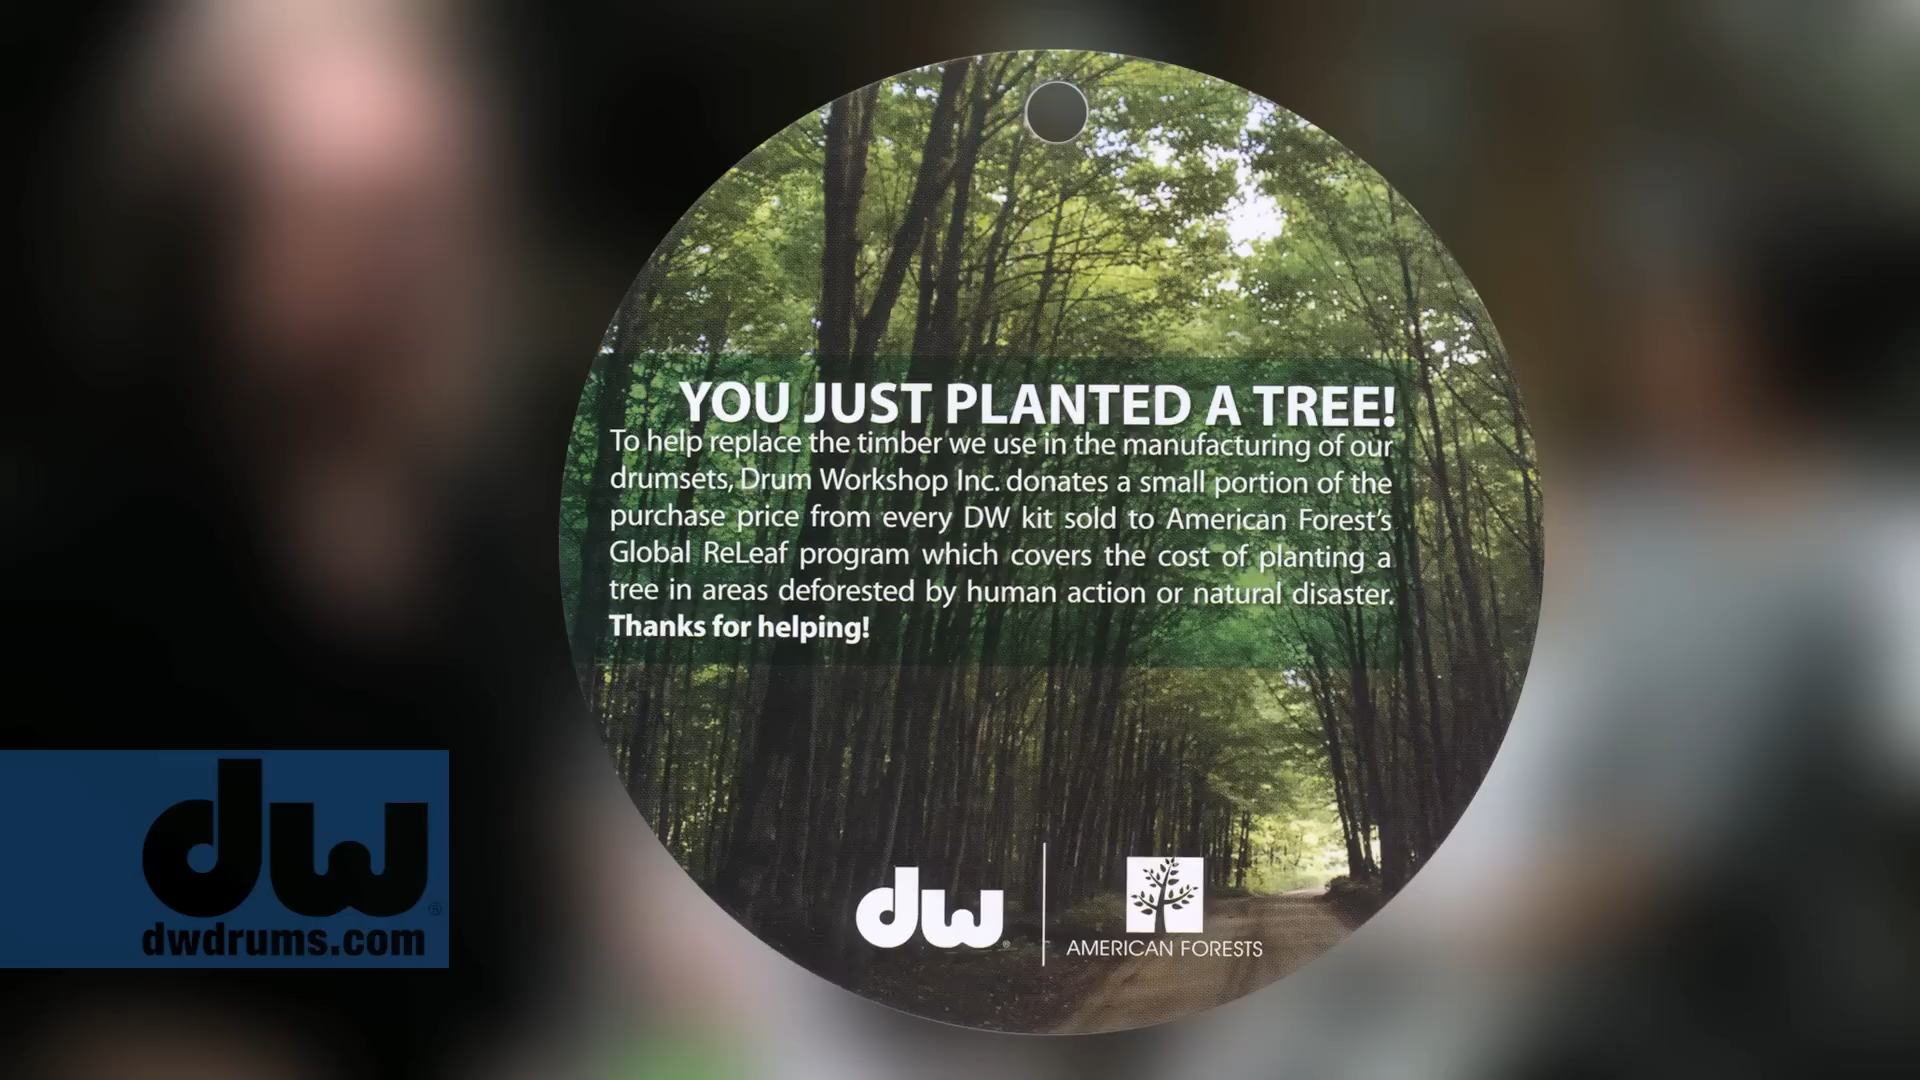 YOU JUST PLANTED A TREE!
To help replace the timber we use in the manufacturing of our
drumsets, Drum Workshop Inc. donates a small portion of the
purchase price from every DW kit sold to American Forest's
Global ReLeaf program which covers the cost of planting a
tree in areas deforested by human action or natural disaster.
Thanks for helping!
dw®
AMERICAN FORESTS
dw®
dwdrums.com